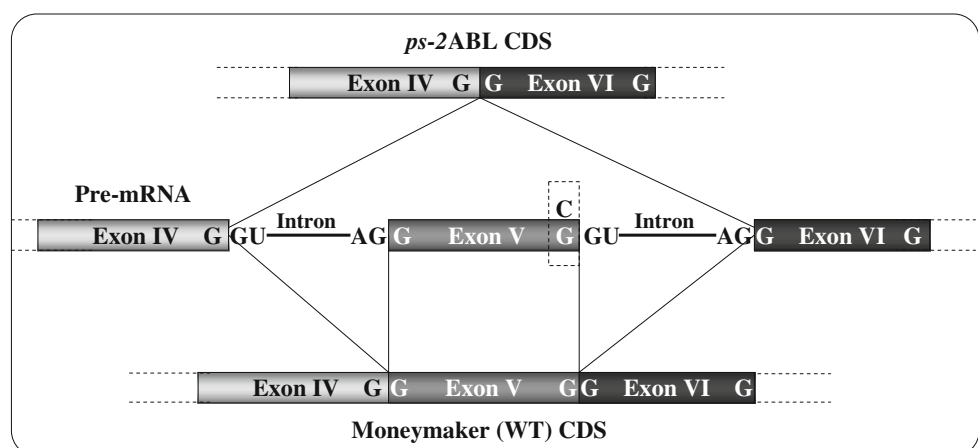 ps-2ABL CDS
Exon IV G G Exon VI G
Pre-mRNA
C
Exon IV G GU Intron AG G Exon V G GU Intron AG G Exon VI G
Exon IV G G Exon V G G Exon VI G
Moneymaker (WT) CDS